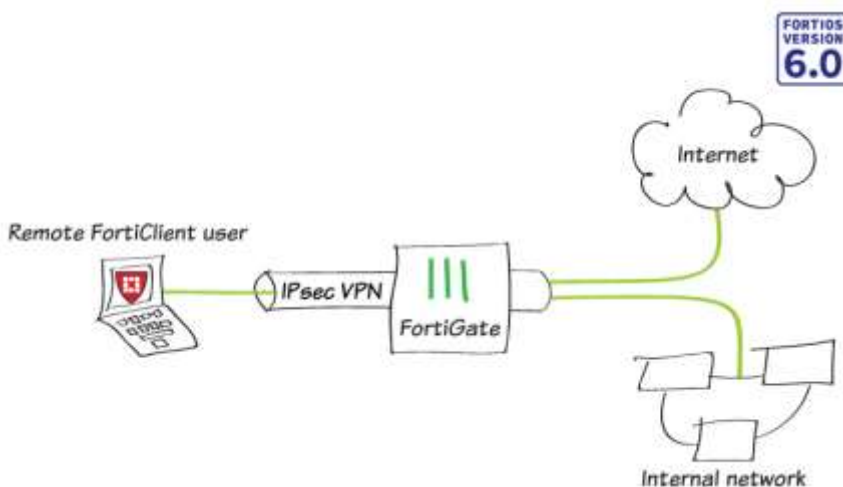 FORTIOS
VERSION
6.0
Internet
Remote FortiClient user
IPsec VPN
FortiGate
Internal network